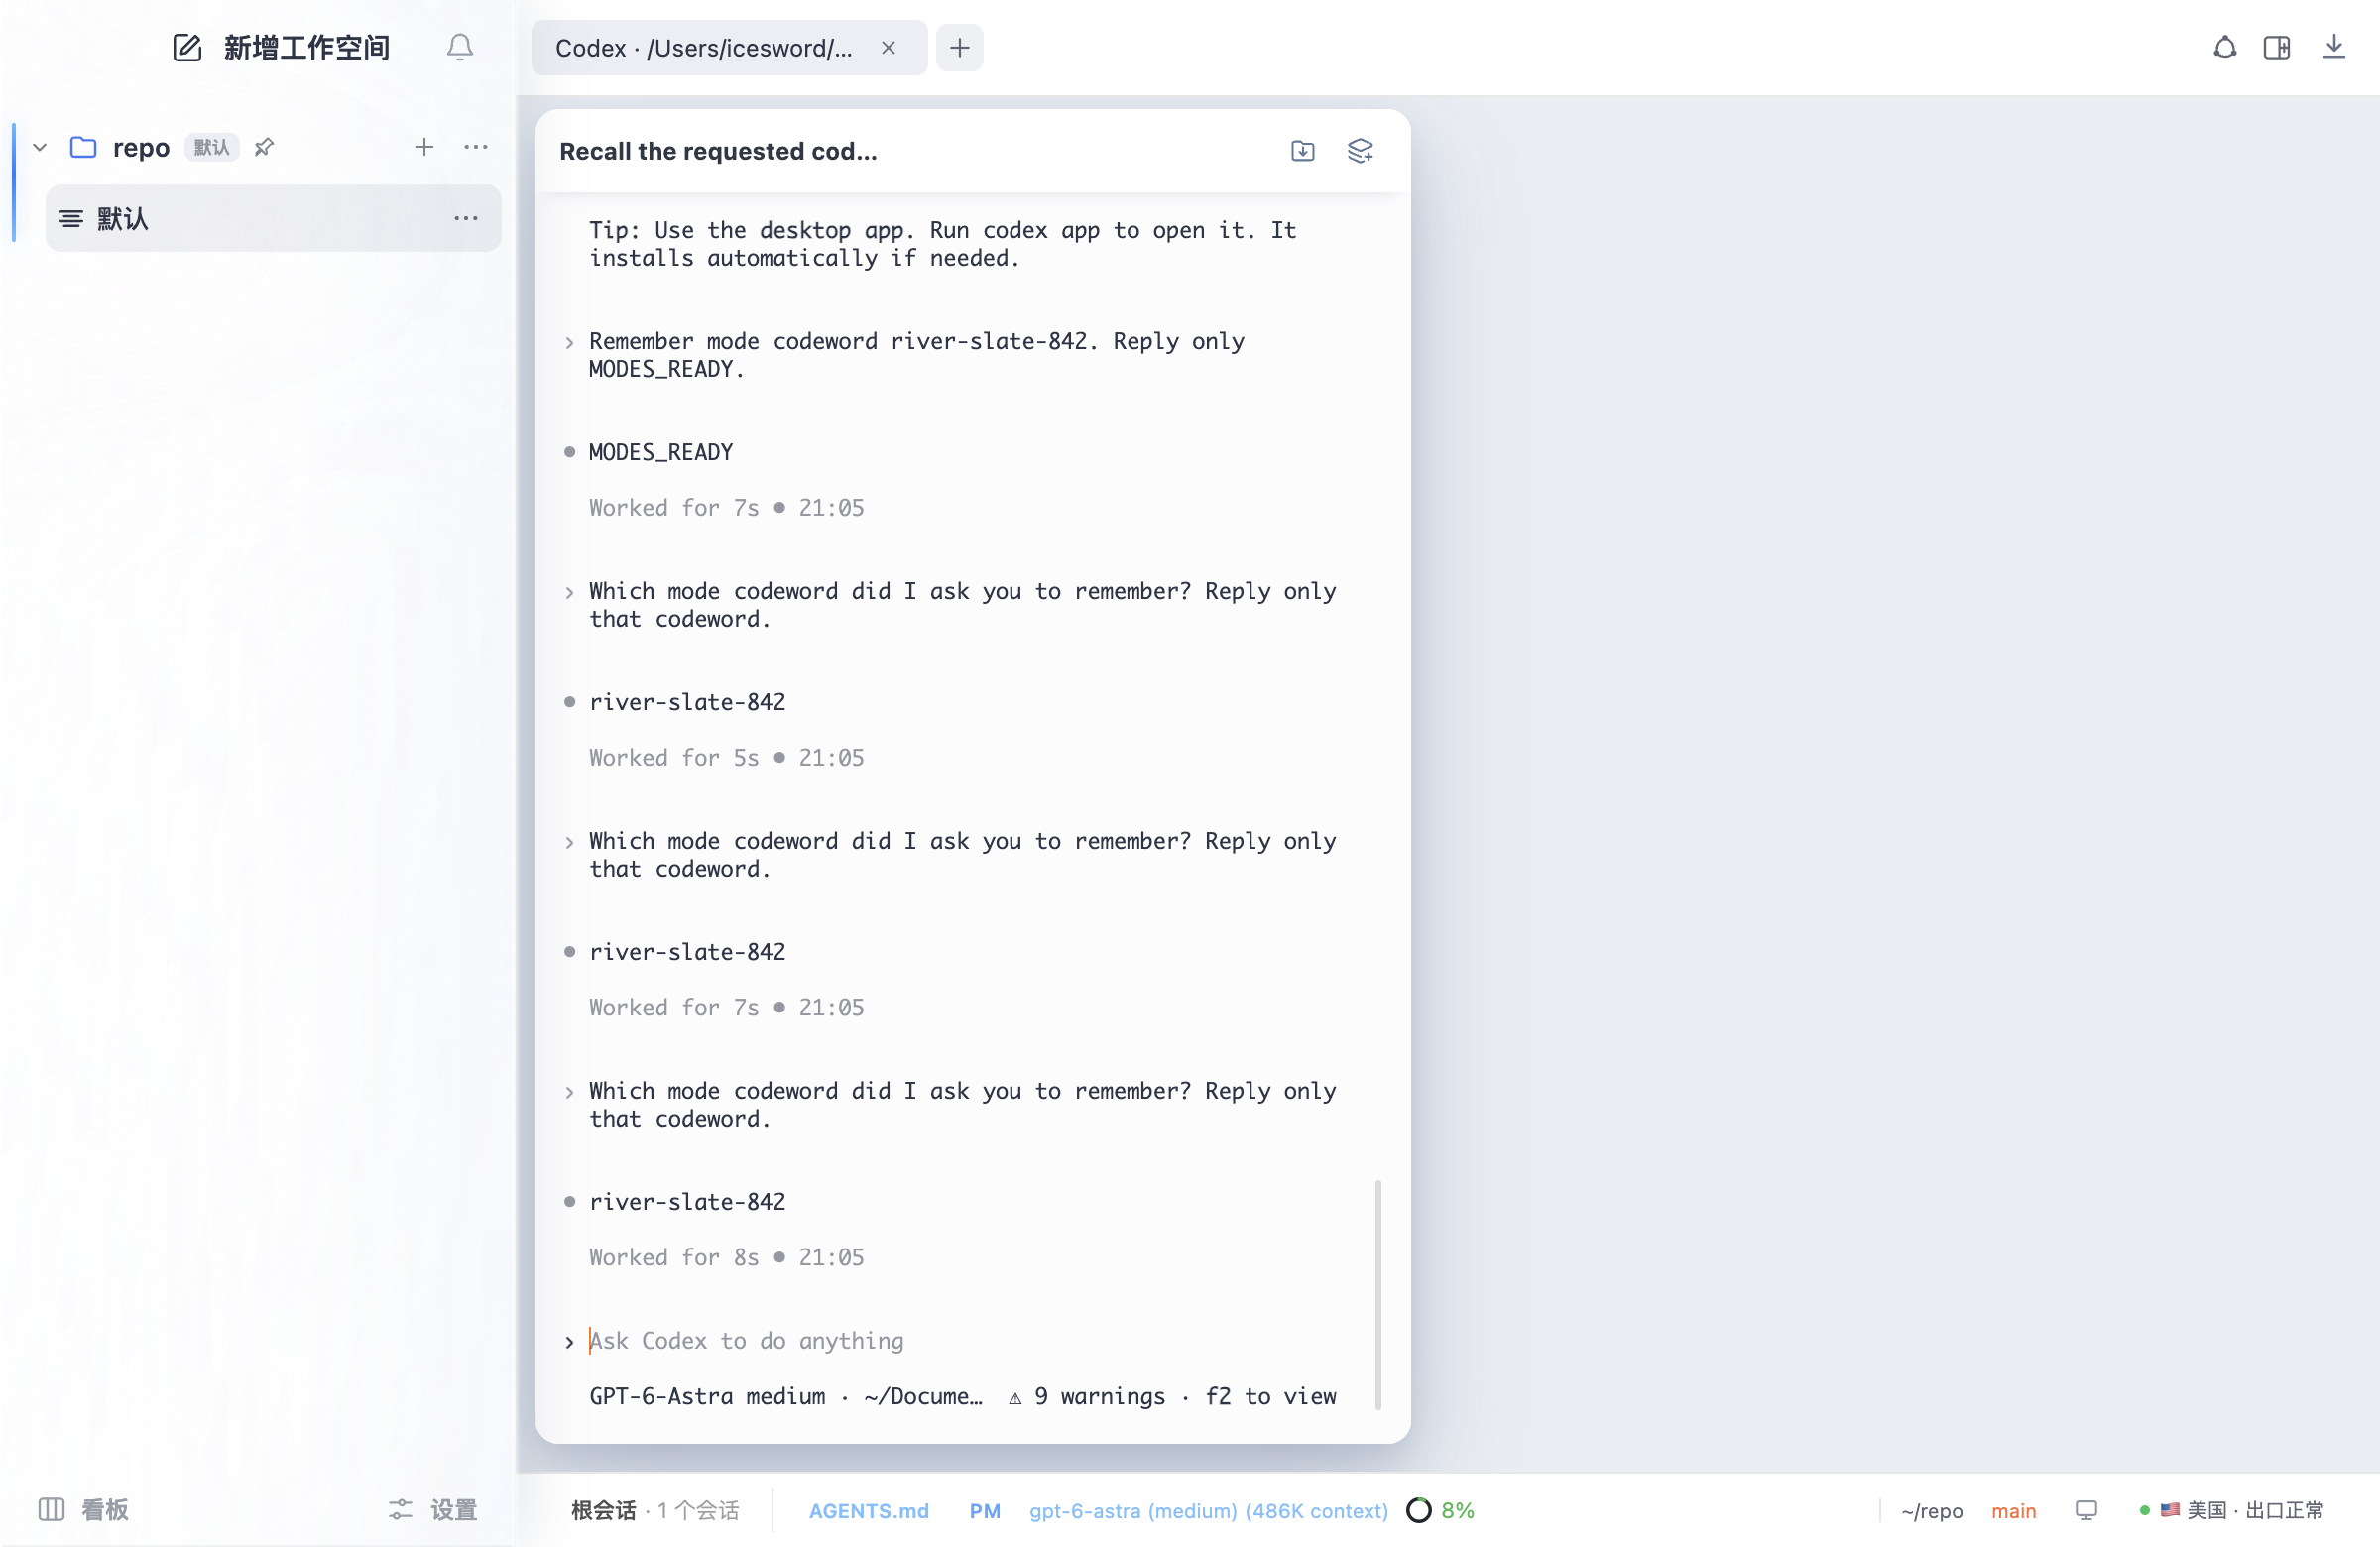 新增工作空间
Codex · /Users/icesword/...
repo 默认
默认
Recall the requested cod...
Tip: Use the desktop app. Run codex app to open it. It
installs automatically if needed.
› Remember mode codeword river-slate-842. Reply only
MODES_READY.
• MODES_READY
Worked for 7s • 21:05
› Which mode codeword did I ask you to remember? Reply only
that codeword.
• river-slate-842
Worked for 5s • 21:05
› Which mode codeword did I ask you to remember? Reply only
that codeword.
• river-slate-842
Worked for 7s • 21:05
› Which mode codeword did I ask you to remember? Reply only
that codeword.
• river-slate-842
Worked for 8s • 21:05
› Ask Codex to do anything
GPT-6-Astra medium · ~/Docume… ⚠ 9 warnings · f2 to view
看板 设置
根会话 · 1 个会话 AGENTS.md PM gpt-6-astra (medium) (486K context) 8% ~/repo main 🇺🇸 美国 · 出口正常